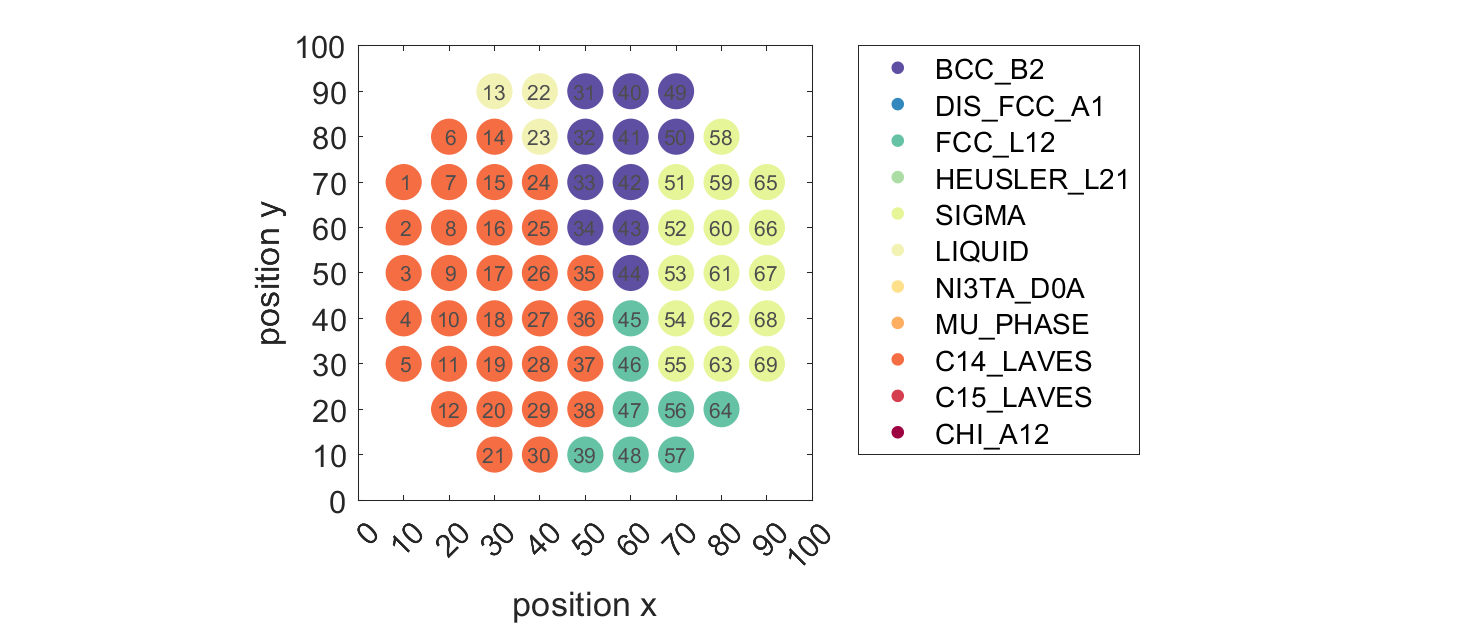 100
90
80
70
60
50
40
30
20
10
0
position y
13 22 31 40 49
6 14 23 32 41 50 58
1 7 15 24 33 42 51 59 65
2 8 16 25 34 43 52 60 66
3 9 17 26 35 44 53 61 67
4 10 18 27 36 45 54 62 68
5 11 19 28 37 46 55 63 69
12 20 29 38 47 56 64
21 30 39 48 57
0 10 20 30 40 50 60 70 80 90 100
position x
BCC_B2
DIS_FCC_A1
FCC_L12
HEUSLER_L21
SIGMA
LIQUID
NI3TA_D0A
MU_PHASE
C14_LAVES
C15_LAVES
CHI_A12